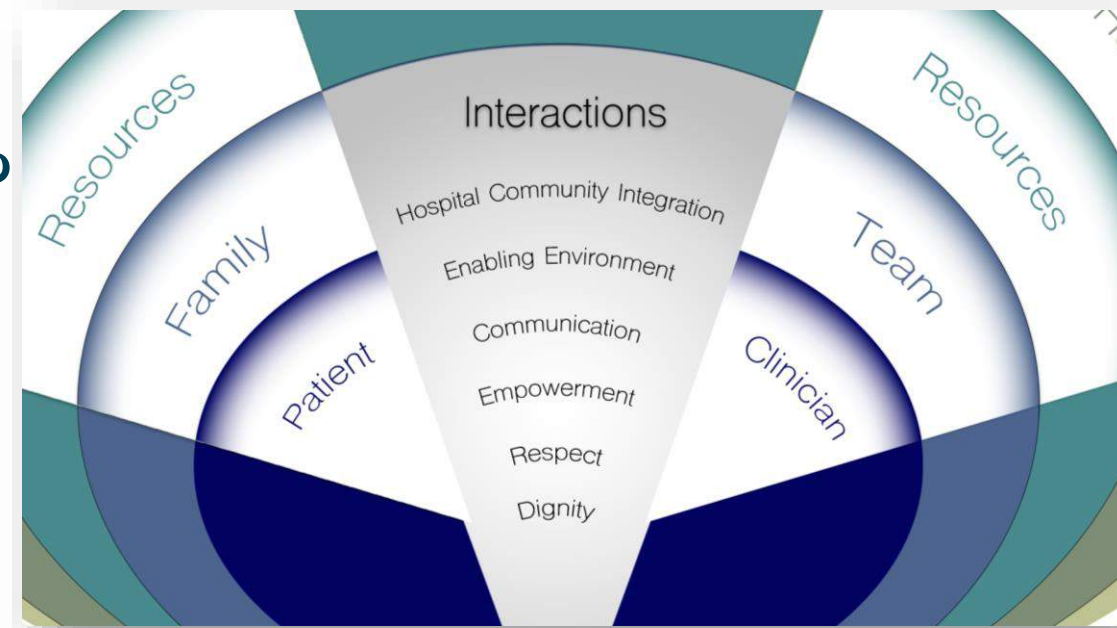 Resources
Family
Patient
Interactions
Hospital Community Integration
Enabling Environment
Communication
Empowerment
Respect
Dignity
Resources
Team
Clinician